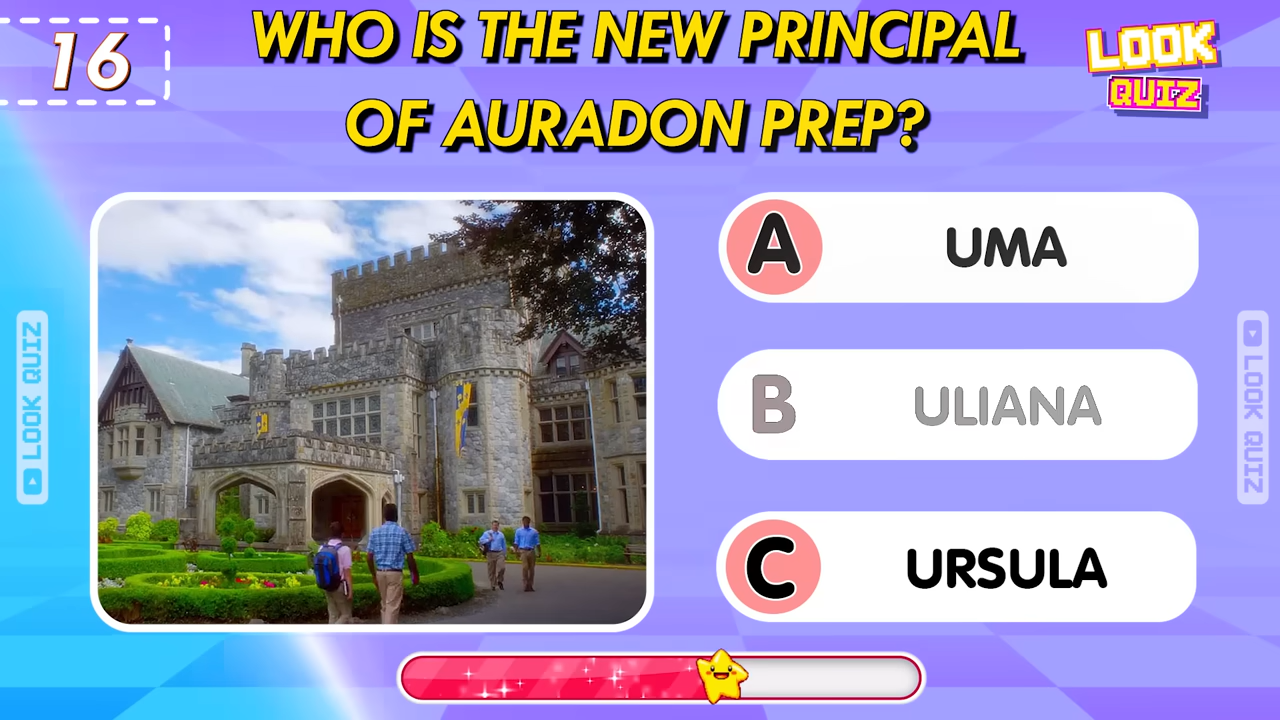 16
WHO IS THE NEW PRINCIPAL
OF AURADON PREP?
LOOK
QUIZ
A UMA
B ULIANA
C URSULA
LOOK QUIZ
LOOK QUIZ